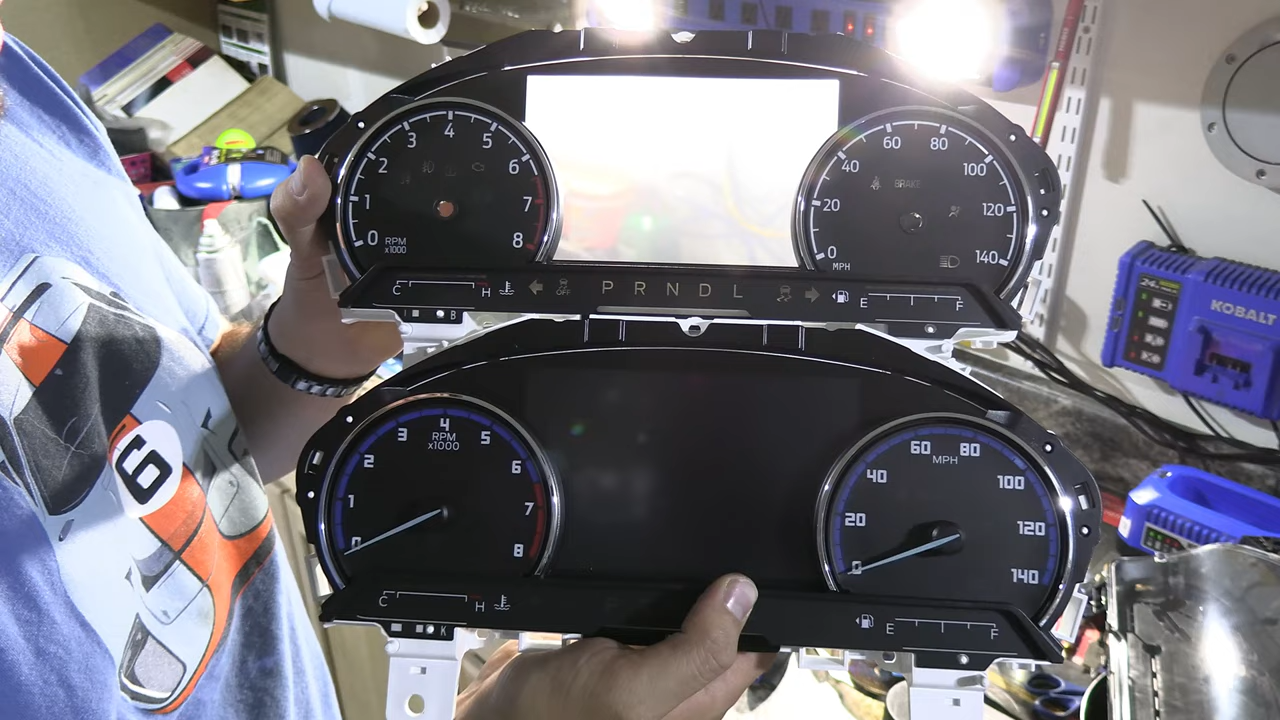 0 1 2 3 4 5 6 7 8
RPM
x1000
0 20 40 60 80 100 120 140
MPH
BRAKE
C H
OFF
P R N D L
E F
B
0 1 2 3 4 5 6 7 8
RPM
x1000
0 20 40 60 80 100 120 140
MPH
C H
E F
K
6
KOBALT